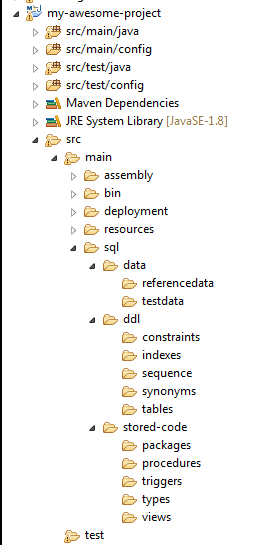 my-awesome-project
src/main/java
src/main/config
src/test/java
src/test/config
Maven Dependencies
JRE System Library [JavaSE-1.8]
src
main
assembly
bin
deployment
resources
sql
data
referencedata
testdata
ddl
constraints
indexes
sequence
synonyms
tables
stored-code
packages
procedures
triggers
types
views
test